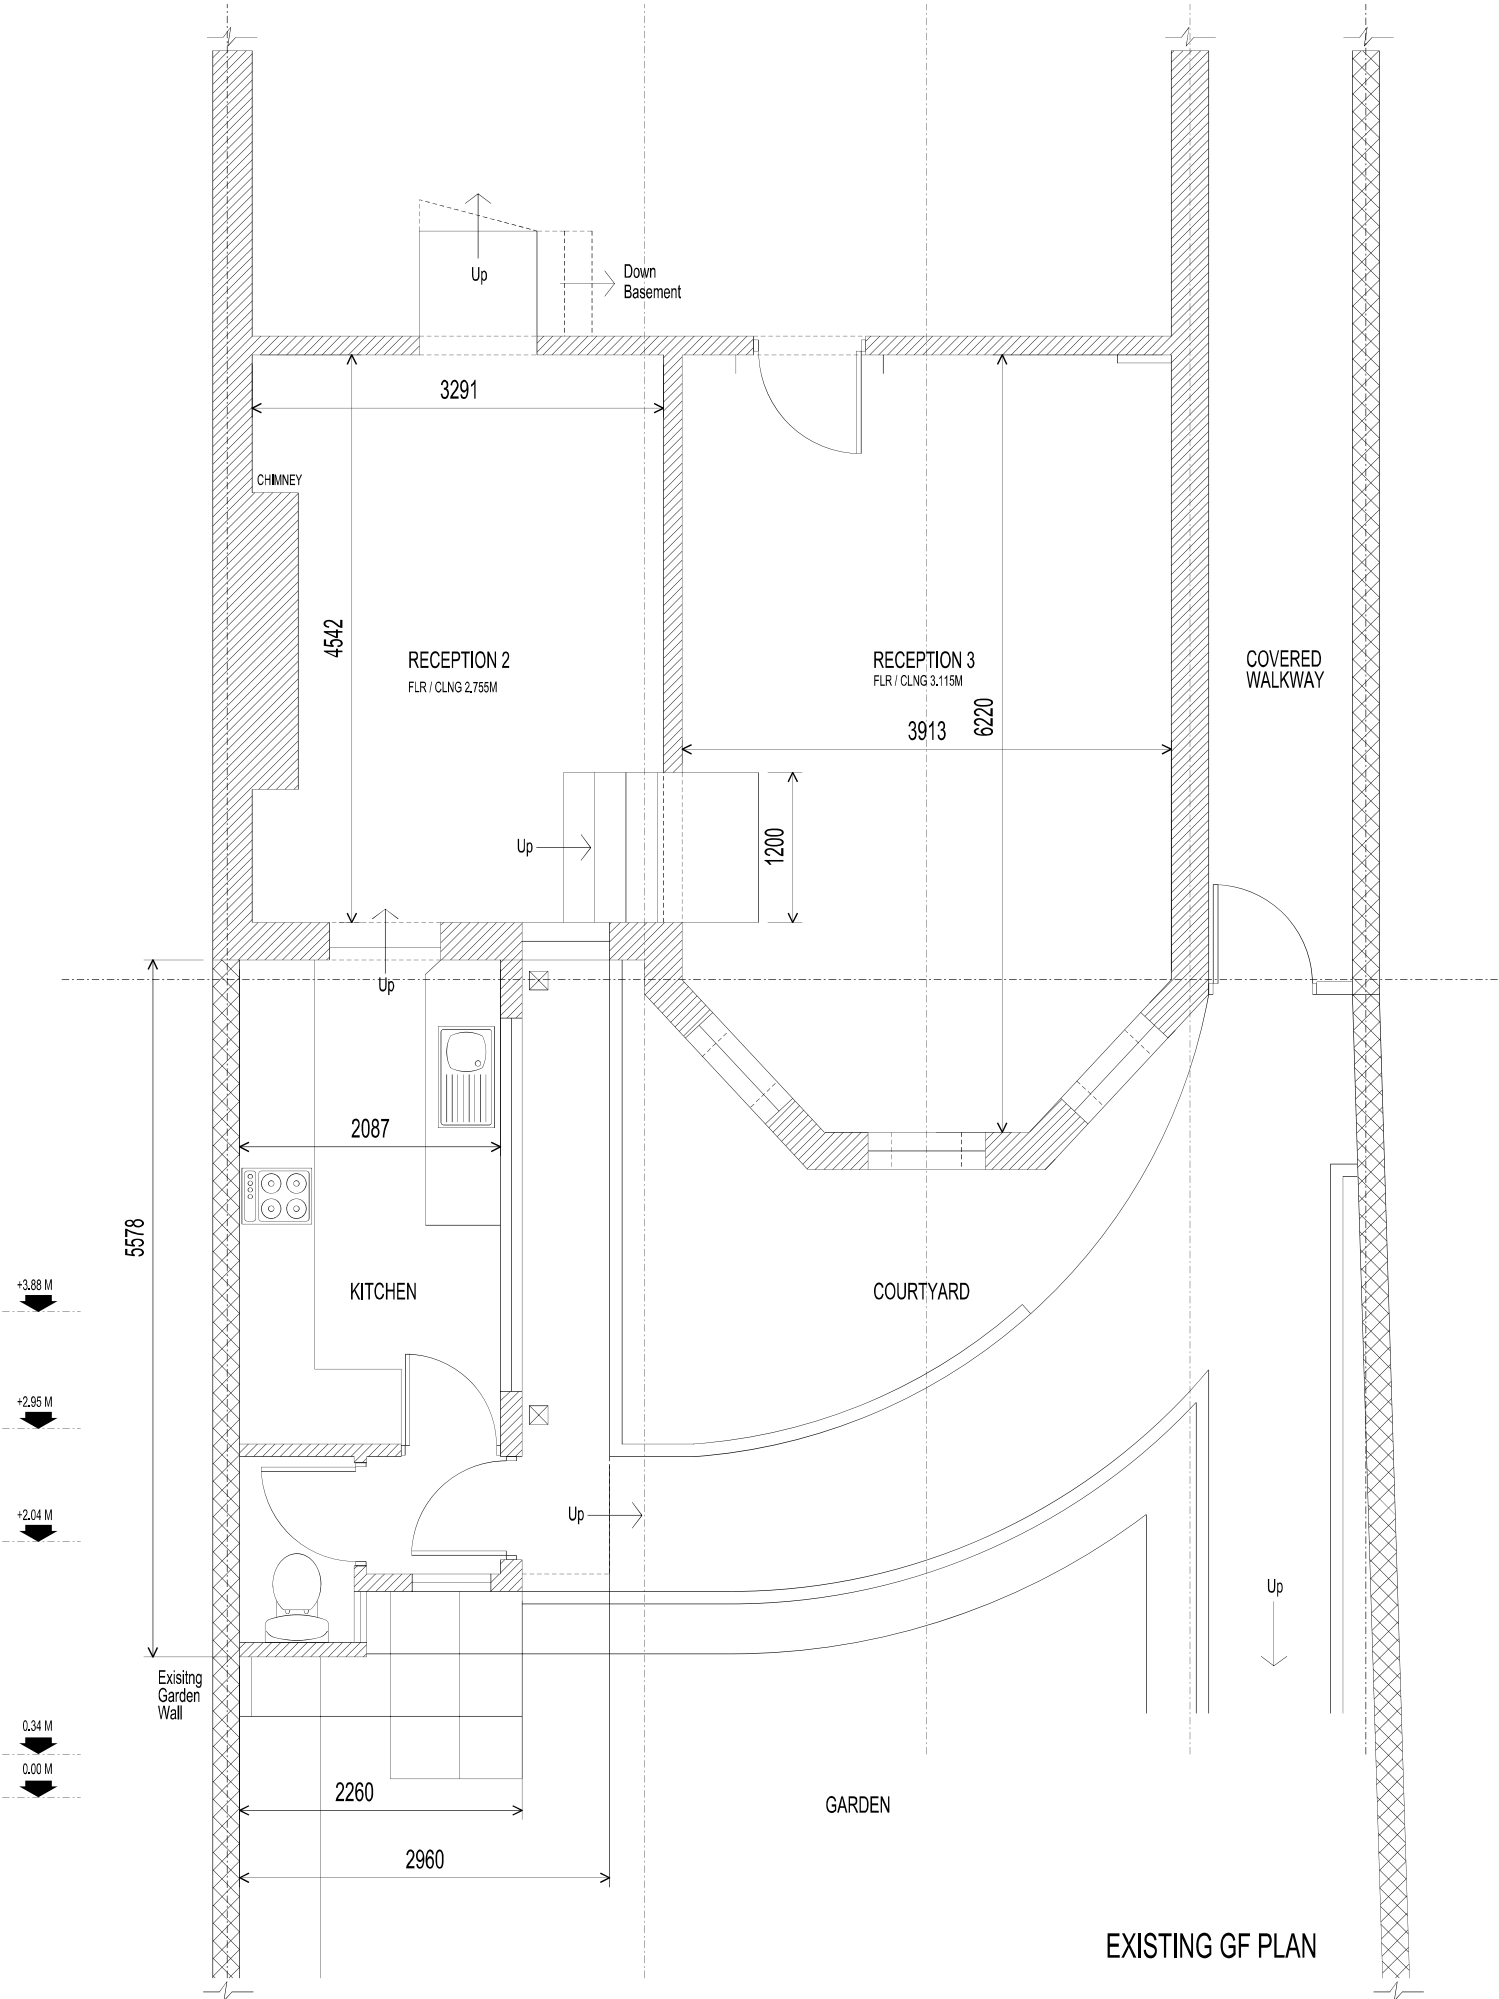 Up
Down
Basement
3291
CHIMNEY
4542
RECEPTION 2
FLR / CLNG 2.755M
RECEPTION 3
FLR / CLNG 3.115M
6220
3913
COVERED
WALKWAY
Up
1200
Up
2087
5578
KITCHEN
COURTYARD
+3.88 M
+2.95 M
+2.04 M
Up
Up
Exisitng
Garden
Wall
0.34 M
0.00 M
2260
GARDEN
2960
EXISTING GF PLAN